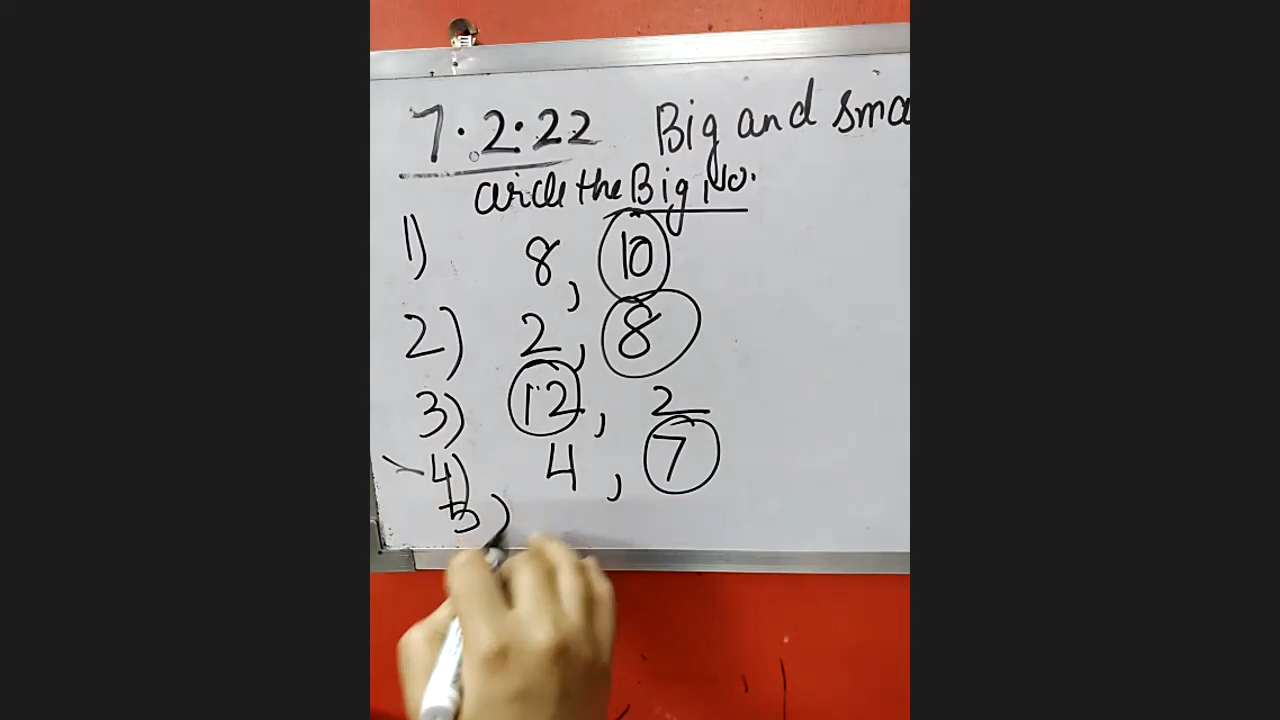 7.2.22 Big and sma
circle the Big No.
1) 8, 10
2) 2, 8
3) 12, 2
4) 4, 7
5)